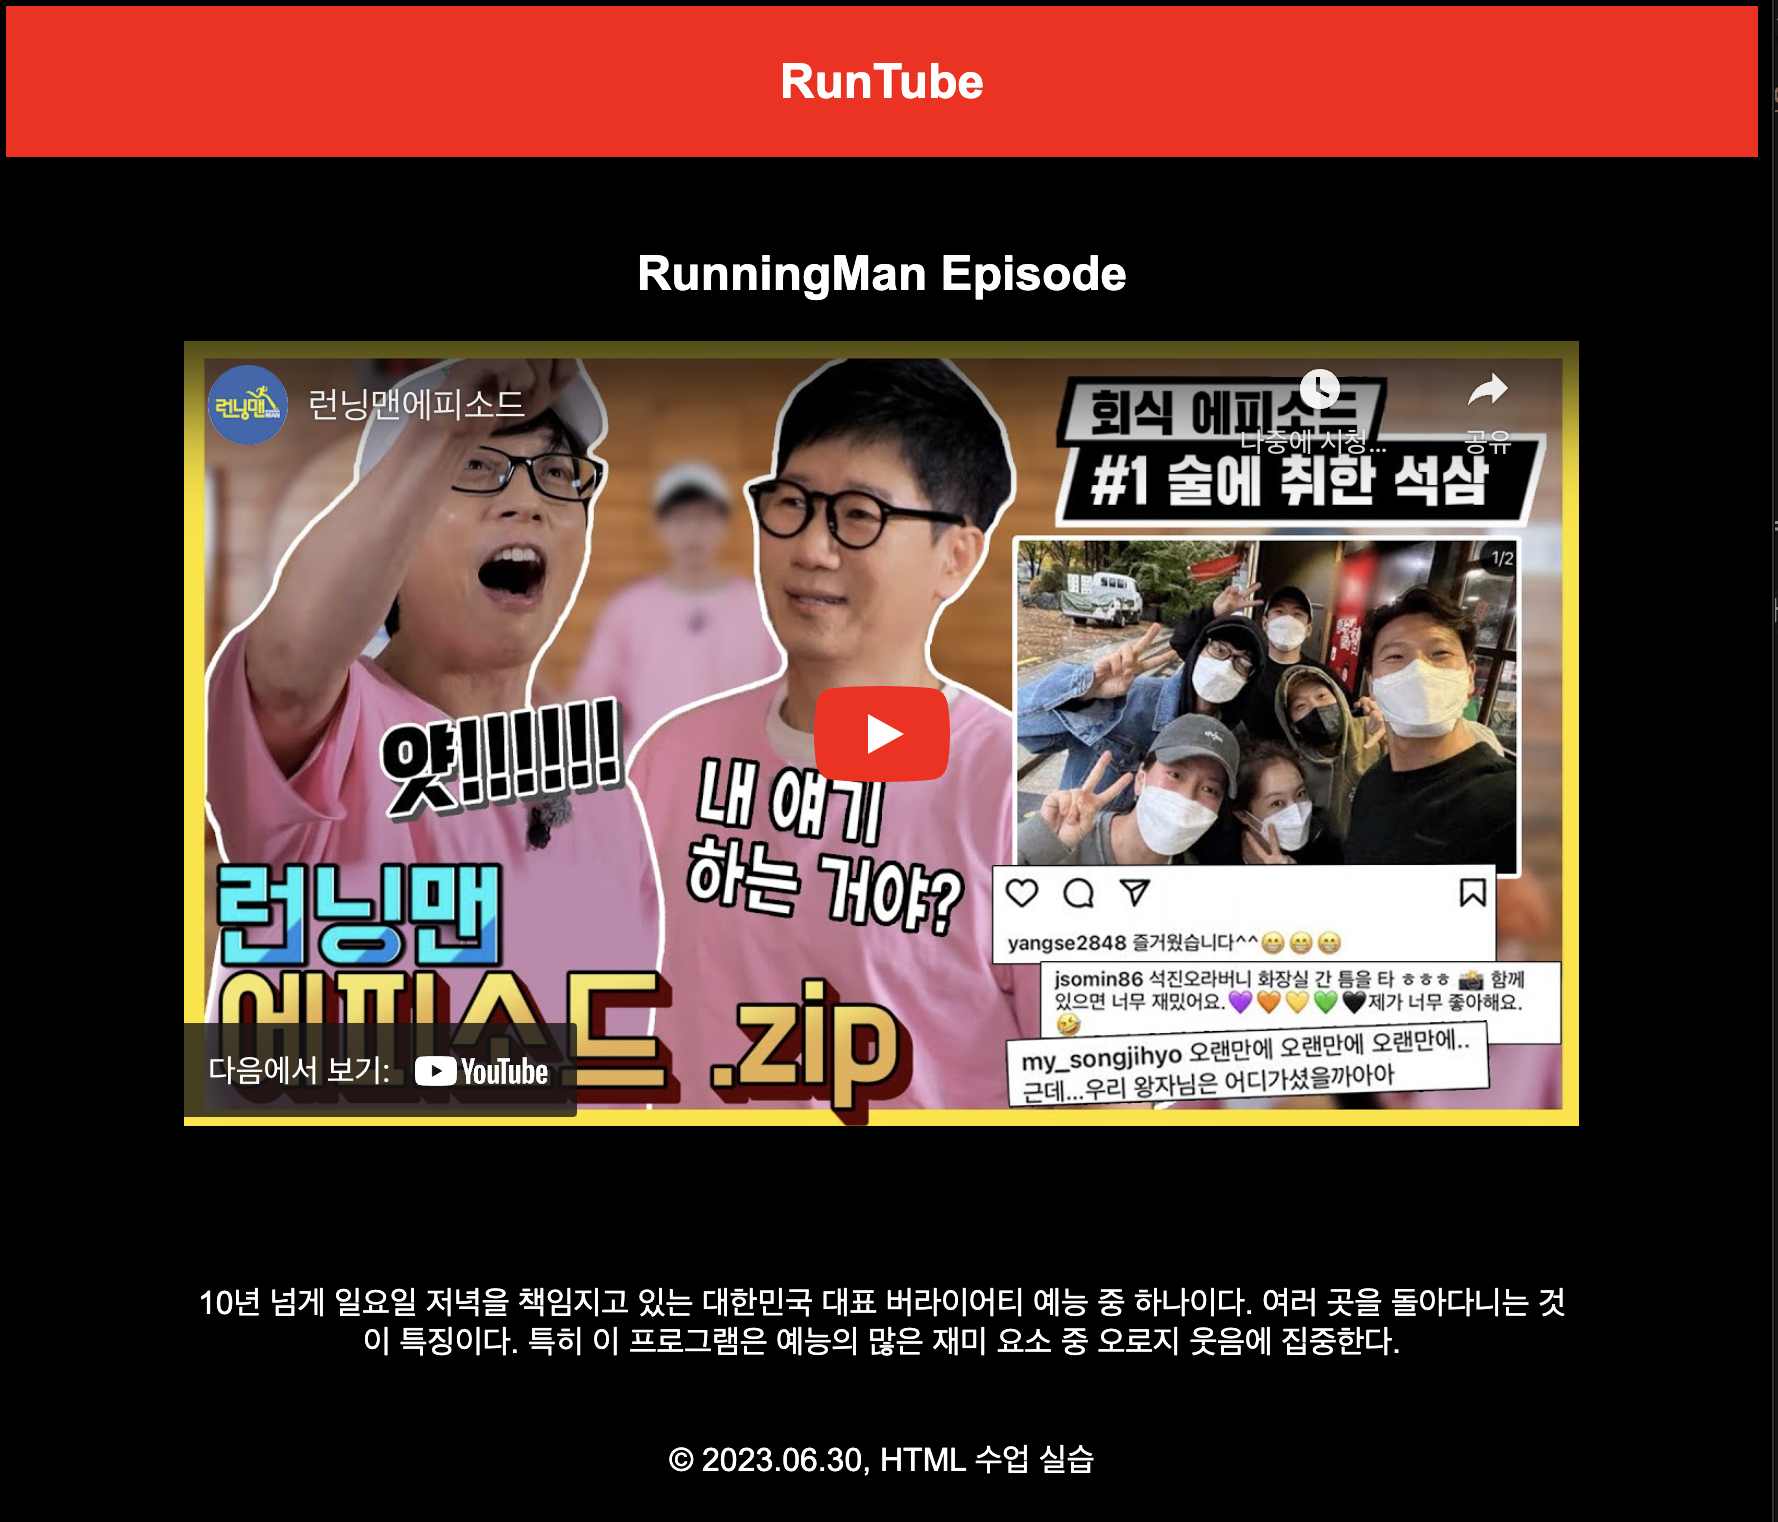 RunTube
RunningMan Episode
런닝맨
MAN
런닝맨에피소드
나중에 시청...
공유
회식 에피소드
#1 술에 취한 석삼
1/2
얏!!!!!!
내 얘기
하는 거야?
런닝맨
에피소드 .zip
yangse2848 즐거웠습니다^^😁😁😁
jsomin86 석진오라버니 화장실 간 틈을 타 ㅎㅎㅎ 📸 함께
있으면 너무 재밌어요.💜🧡💛💚🖤제가 너무 좋아해요.
🤣
my_songjihyo 오랜만에 오랜만에 오랜만에..
근데...우리 왕자님은 어디가셨을까아아
다음에서 보기: YouTube
10년 넘게 일요일 저녁을 책임지고 있는 대한민국 대표 버라이어티 예능 중 하나이다. 여러 곳을 돌아다니는 것
이 특징이다. 특히 이 프로그램은 예능의 많은 재미 요소 중 오로지 웃음에 집중한다.
© 2023.06.30, HTML 수업 실습